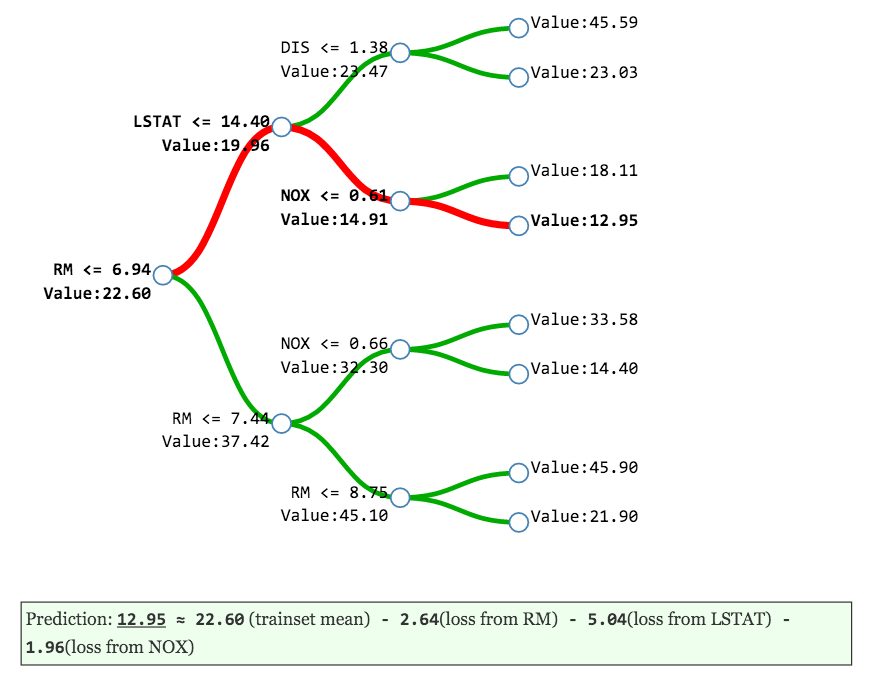 Value:45.59
DIS <= 1.38
Value:23.47
Value:23.03
LSTAT <= 14.40
Value:19.96
Value:18.11
NOX <= 0.61
Value:14.91
Value:12.95
RM <= 6.94
Value:22.60
Value:33.58
NOX <= 0.66
Value:32.30
Value:14.40
RM <= 7.44
Value:37.42
Value:45.90
RM <= 8.75
Value:45.10
Value:21.90
Prediction: 12.95 ≈ 22.60 (trainset mean) - 2.64(loss from RM) - 5.04(loss from LSTAT) -
1.96(loss from NOX)